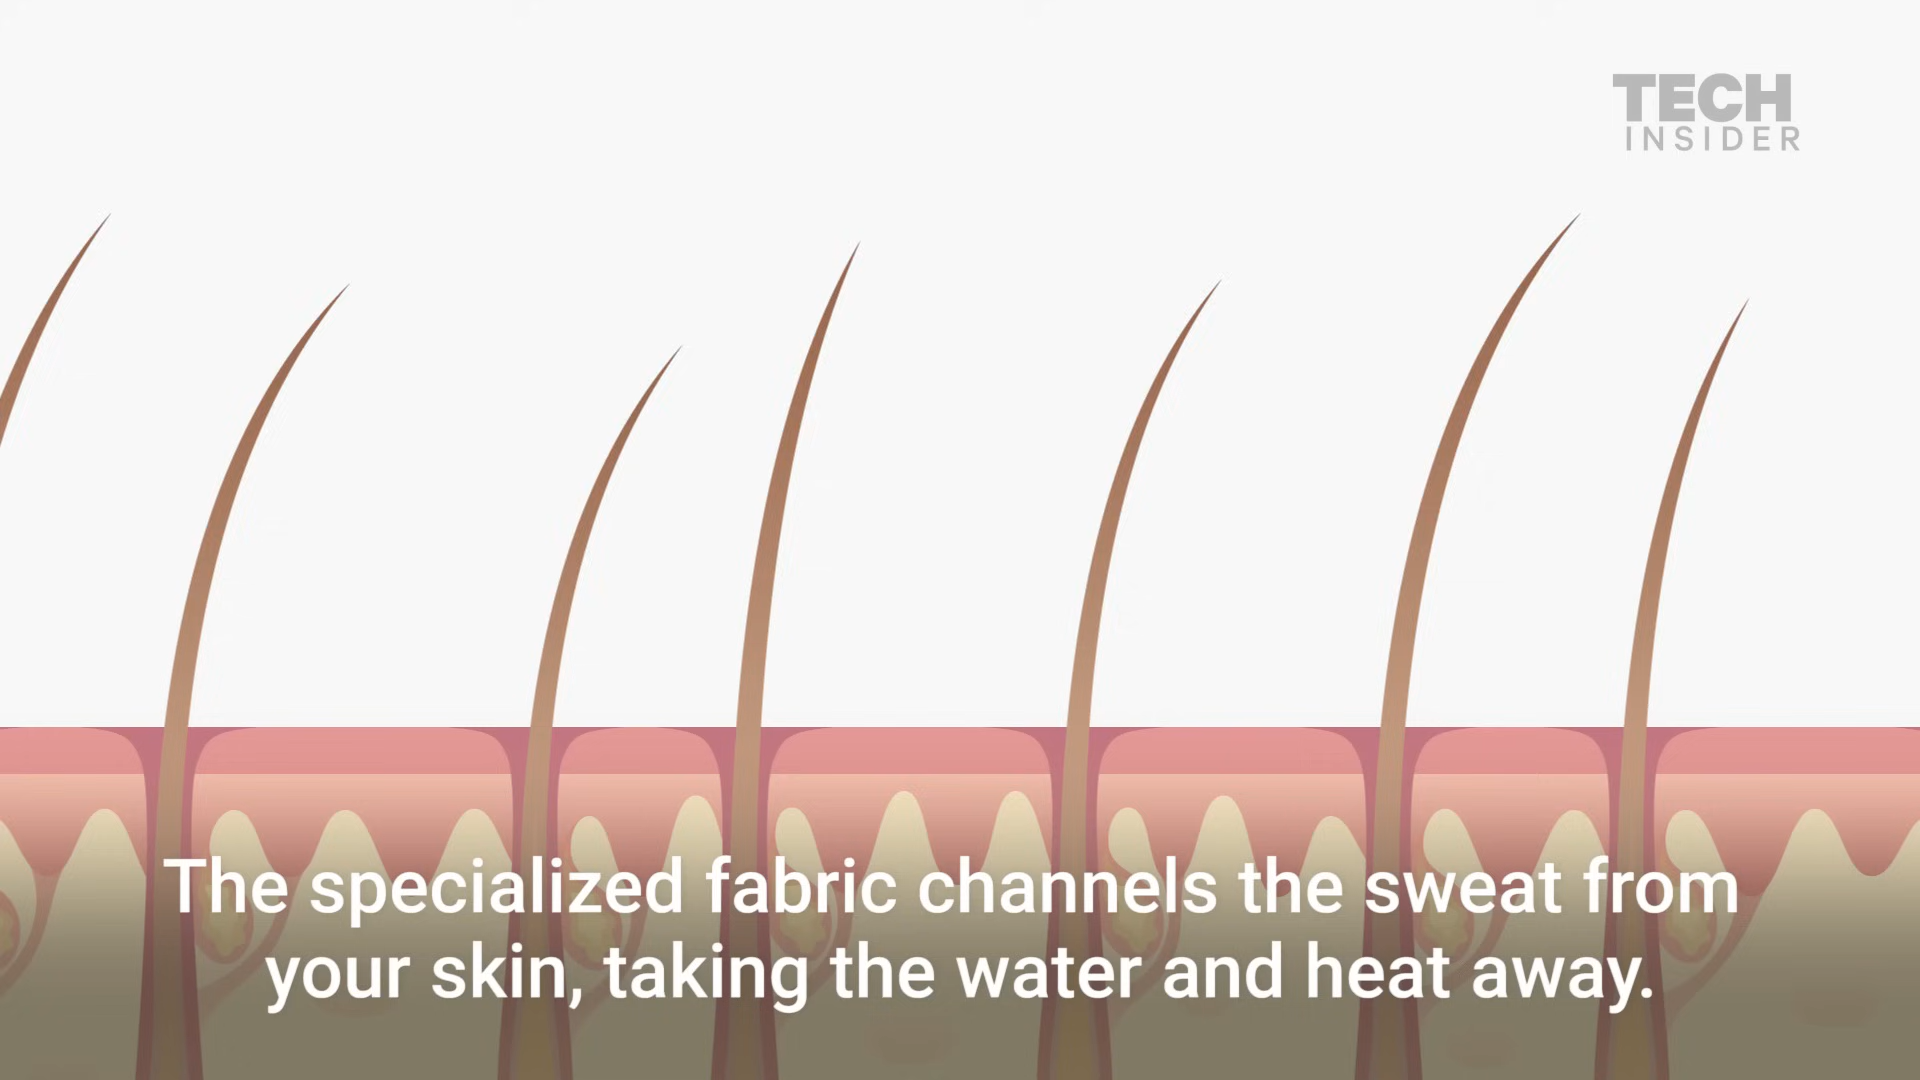 TECH
INSIDER
The specialized fabric channels the sweat from
your skin, taking the water and heat away.